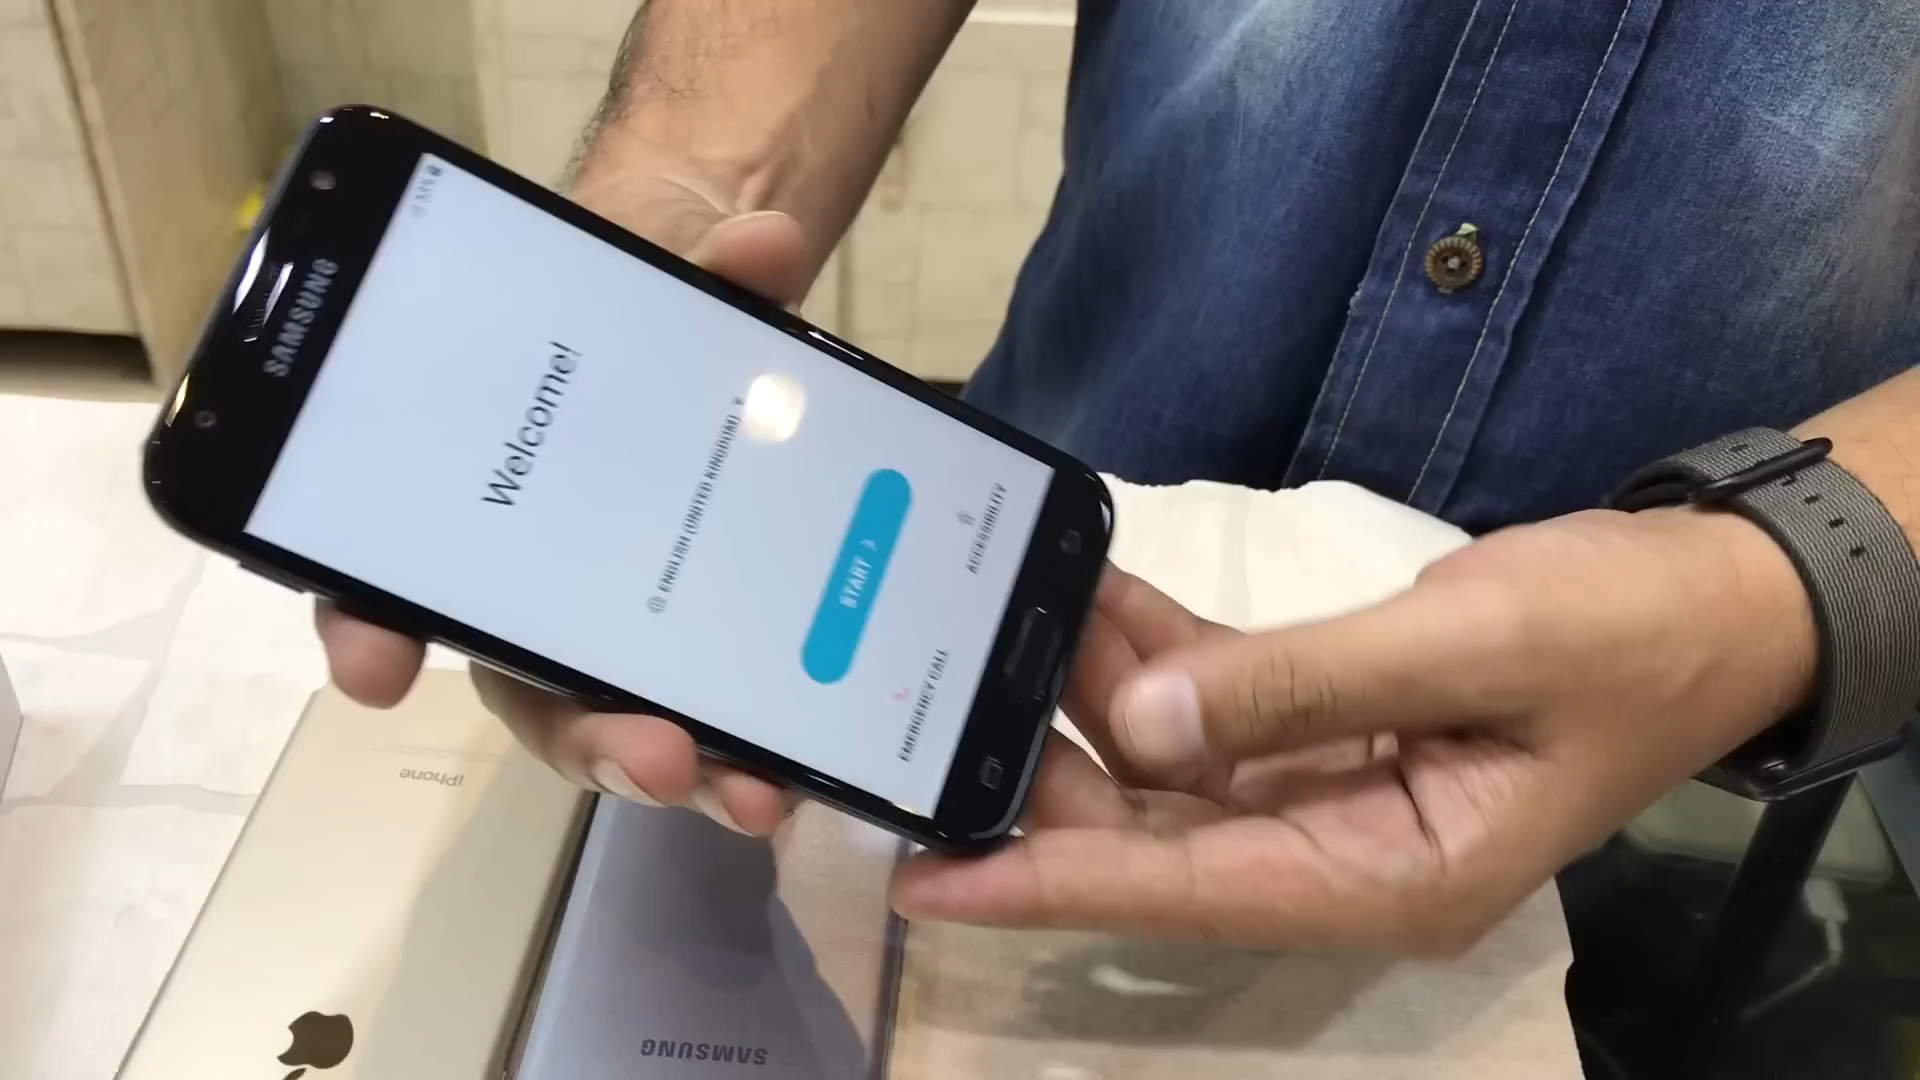 SAMSUNG
Welcome!
ENGLISH (UNITED KINGDOM)
START
ACCESSIBILITY
EMERGENCY CALL
iPhone
SAMSUNG